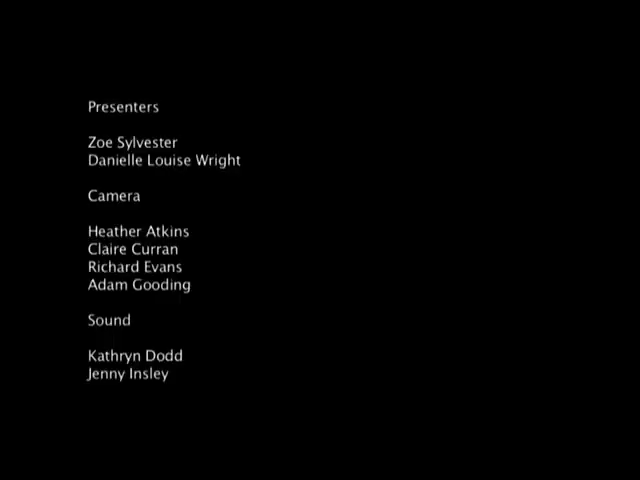 Presenters
Zoe Sylvester
Danielle Louise Wright
Camera
Heather Atkins
Claire Curran
Richard Evans
Adam Gooding
Sound
Kathryn Dodd
Jenny Insley